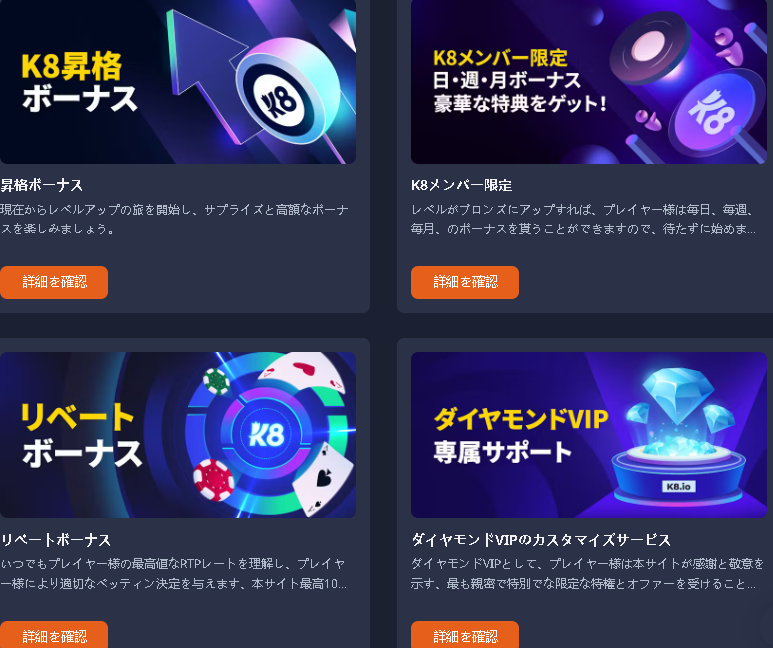 K8昇格
ボーナス
K8
昇格ボーナス
現在からレベルアップの旅を開始し、サプライズと高額なボーナ
スを楽しみましょう。
詳細を確認
K8メンバー限定
日・週・月ボーナス
豪華な特典をゲット!
K8
K8メンバー限定
レベルがブロンズにアップすれば、プレイヤー様は毎日、毎週、
毎月、のボーナスを貰うことができますので、待たずに始めま...
詳細を確認
リベート
ボーナス
K8
リベートボーナス
いつでもプレイヤー様の最高値なRTPレートを理解し、プレイヤ
ー様により適切なベッティン決定を与えます、本サイト最高10...
詳細を確認
ダイヤモンドVIP
専属サポート
K8.io
ダイヤモンドVIPのカスタマイズサービス
ダイヤモンドVIPとして、プレイヤー様は本サイトが感謝と敬意を
示す、最も親密で特別でな限定な特権とオファーを受けること...
詳細を確認